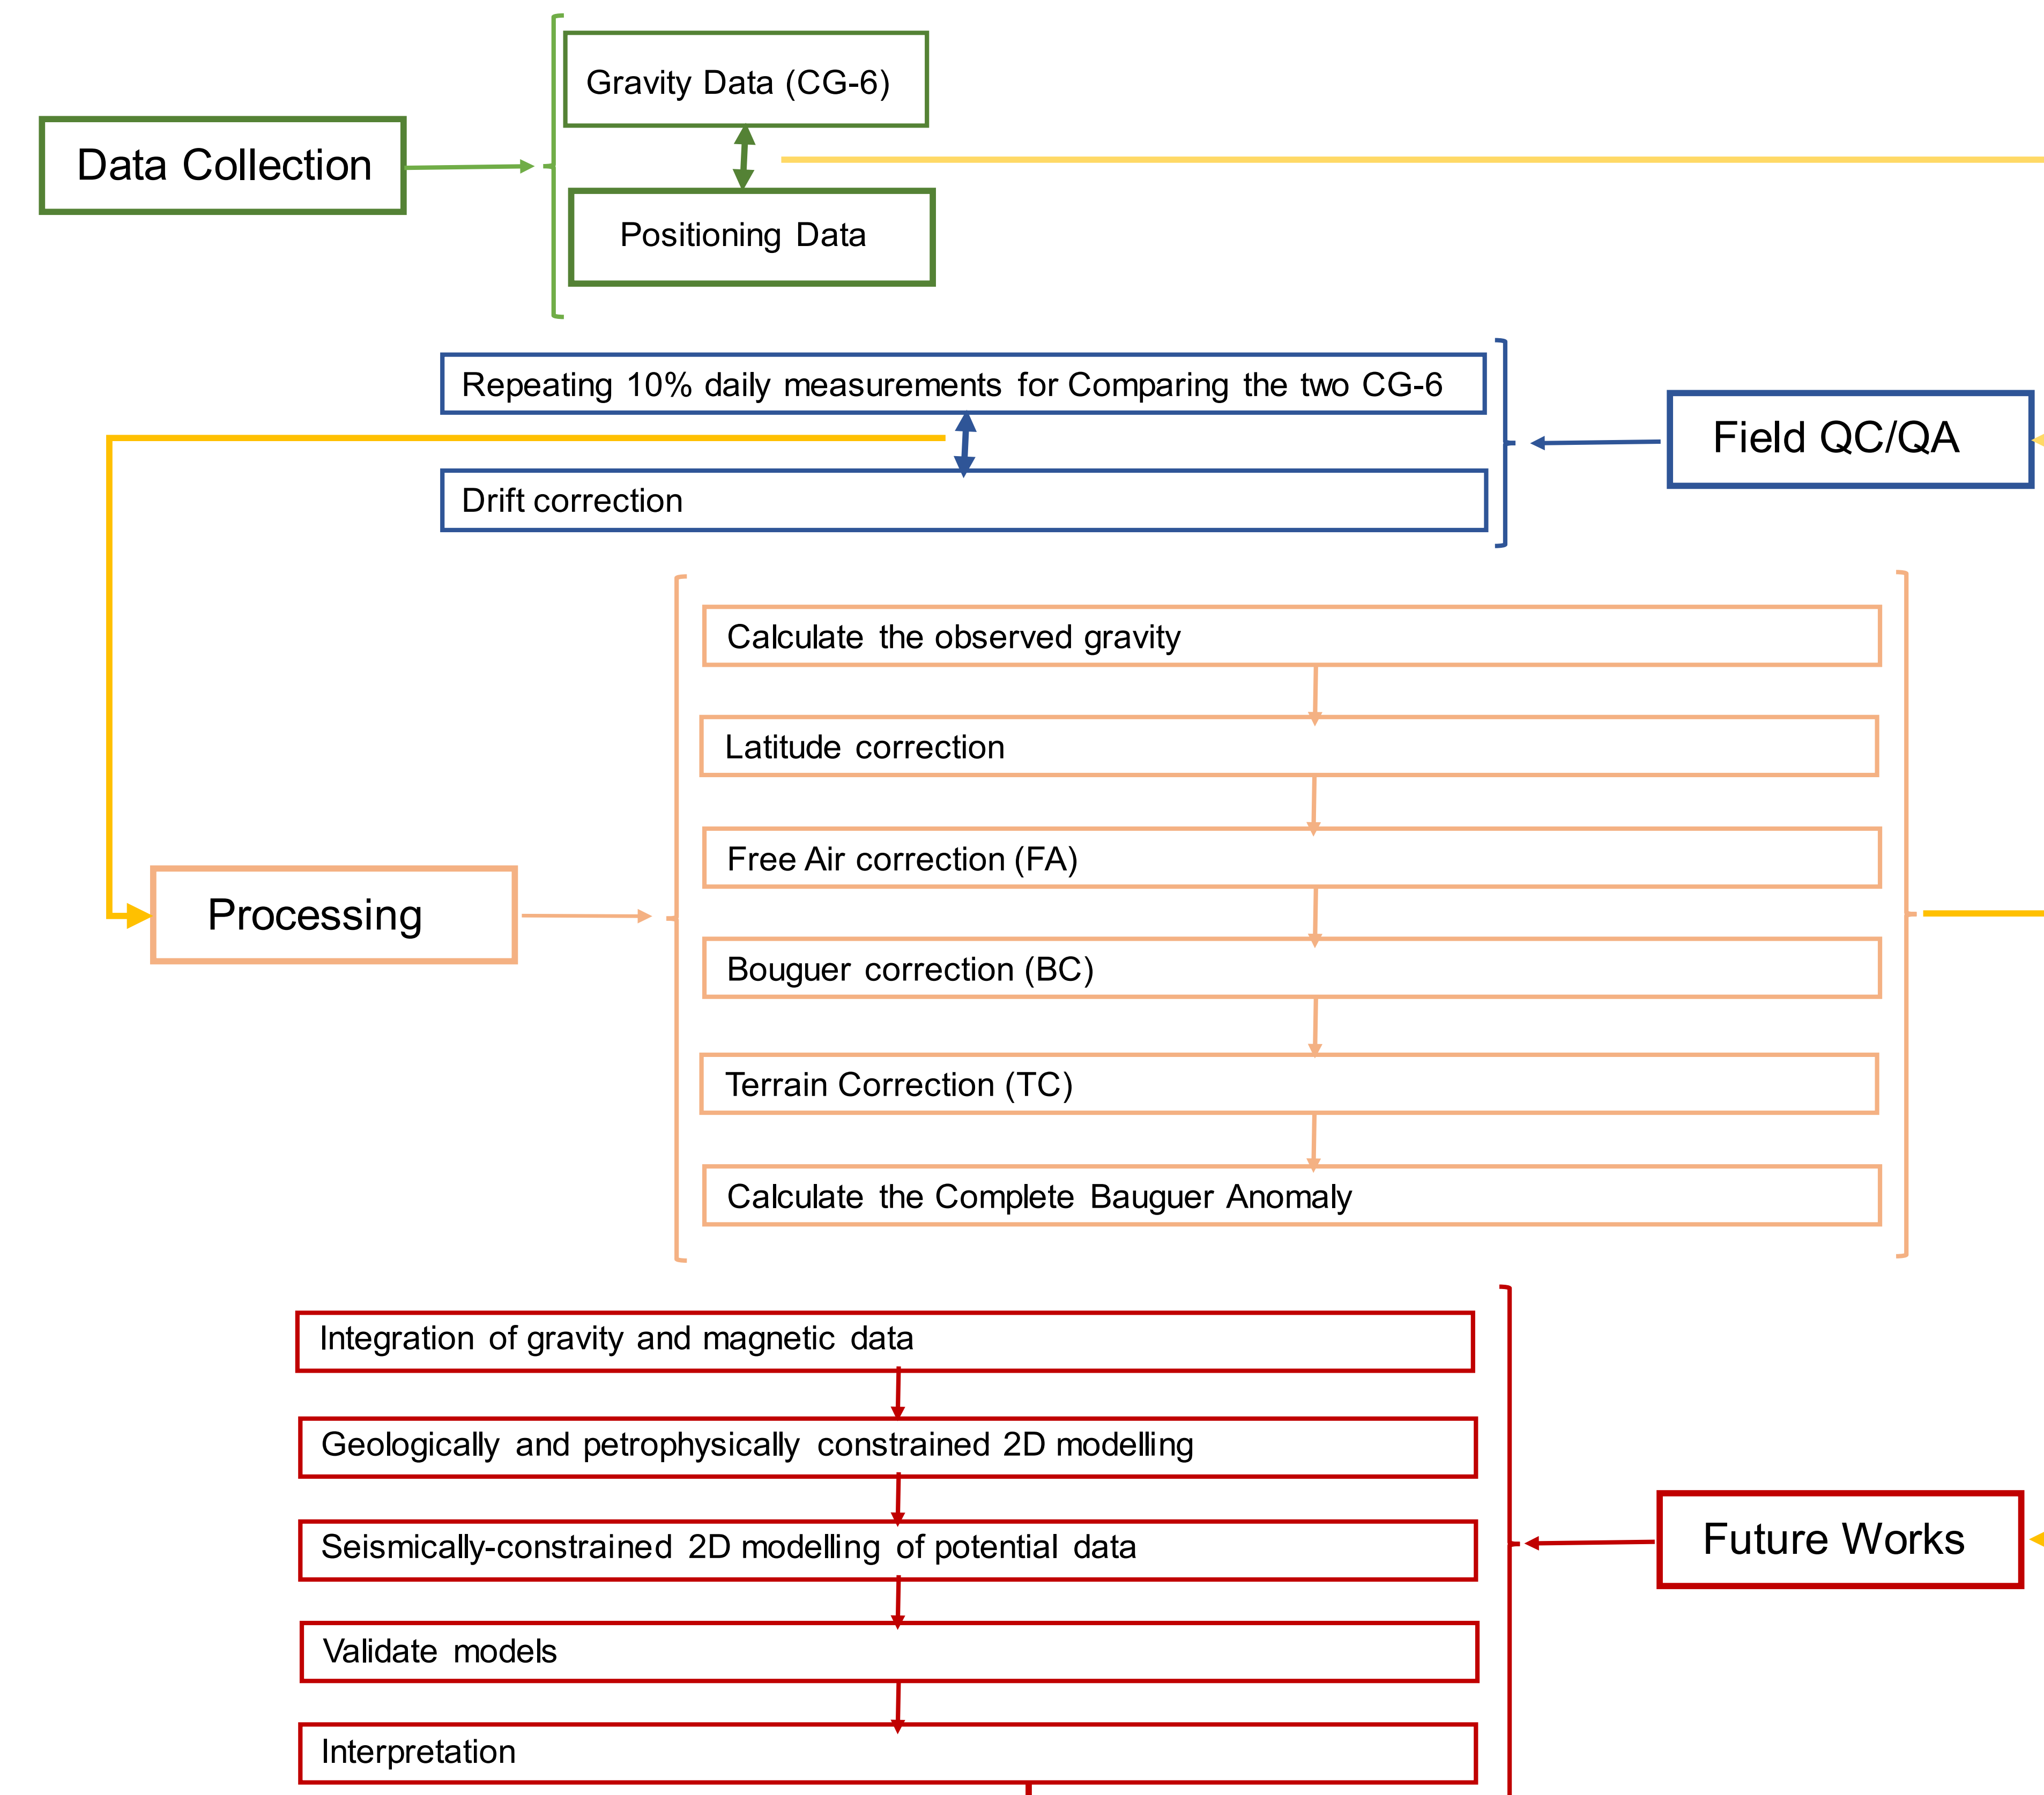 Gravity Data (CG-6)
Data Collection
Positioning Data
Repeating 10% daily measurements for Comparing the two CG-6
Field QC/QA
Drift correction
Calculate the observed gravity
Latitude correction
Free Air correction (FA)
Processing
Bouguer correction (BC)
Terrain Correction (TC)
Calculate the Complete Bauguer Anomaly
Integration of gravity and magnetic data
Geologically and petrophysically constrained 2D modelling
Seismically-constrained 2D modelling of potential data
Future Works
Validate models
Interpretation